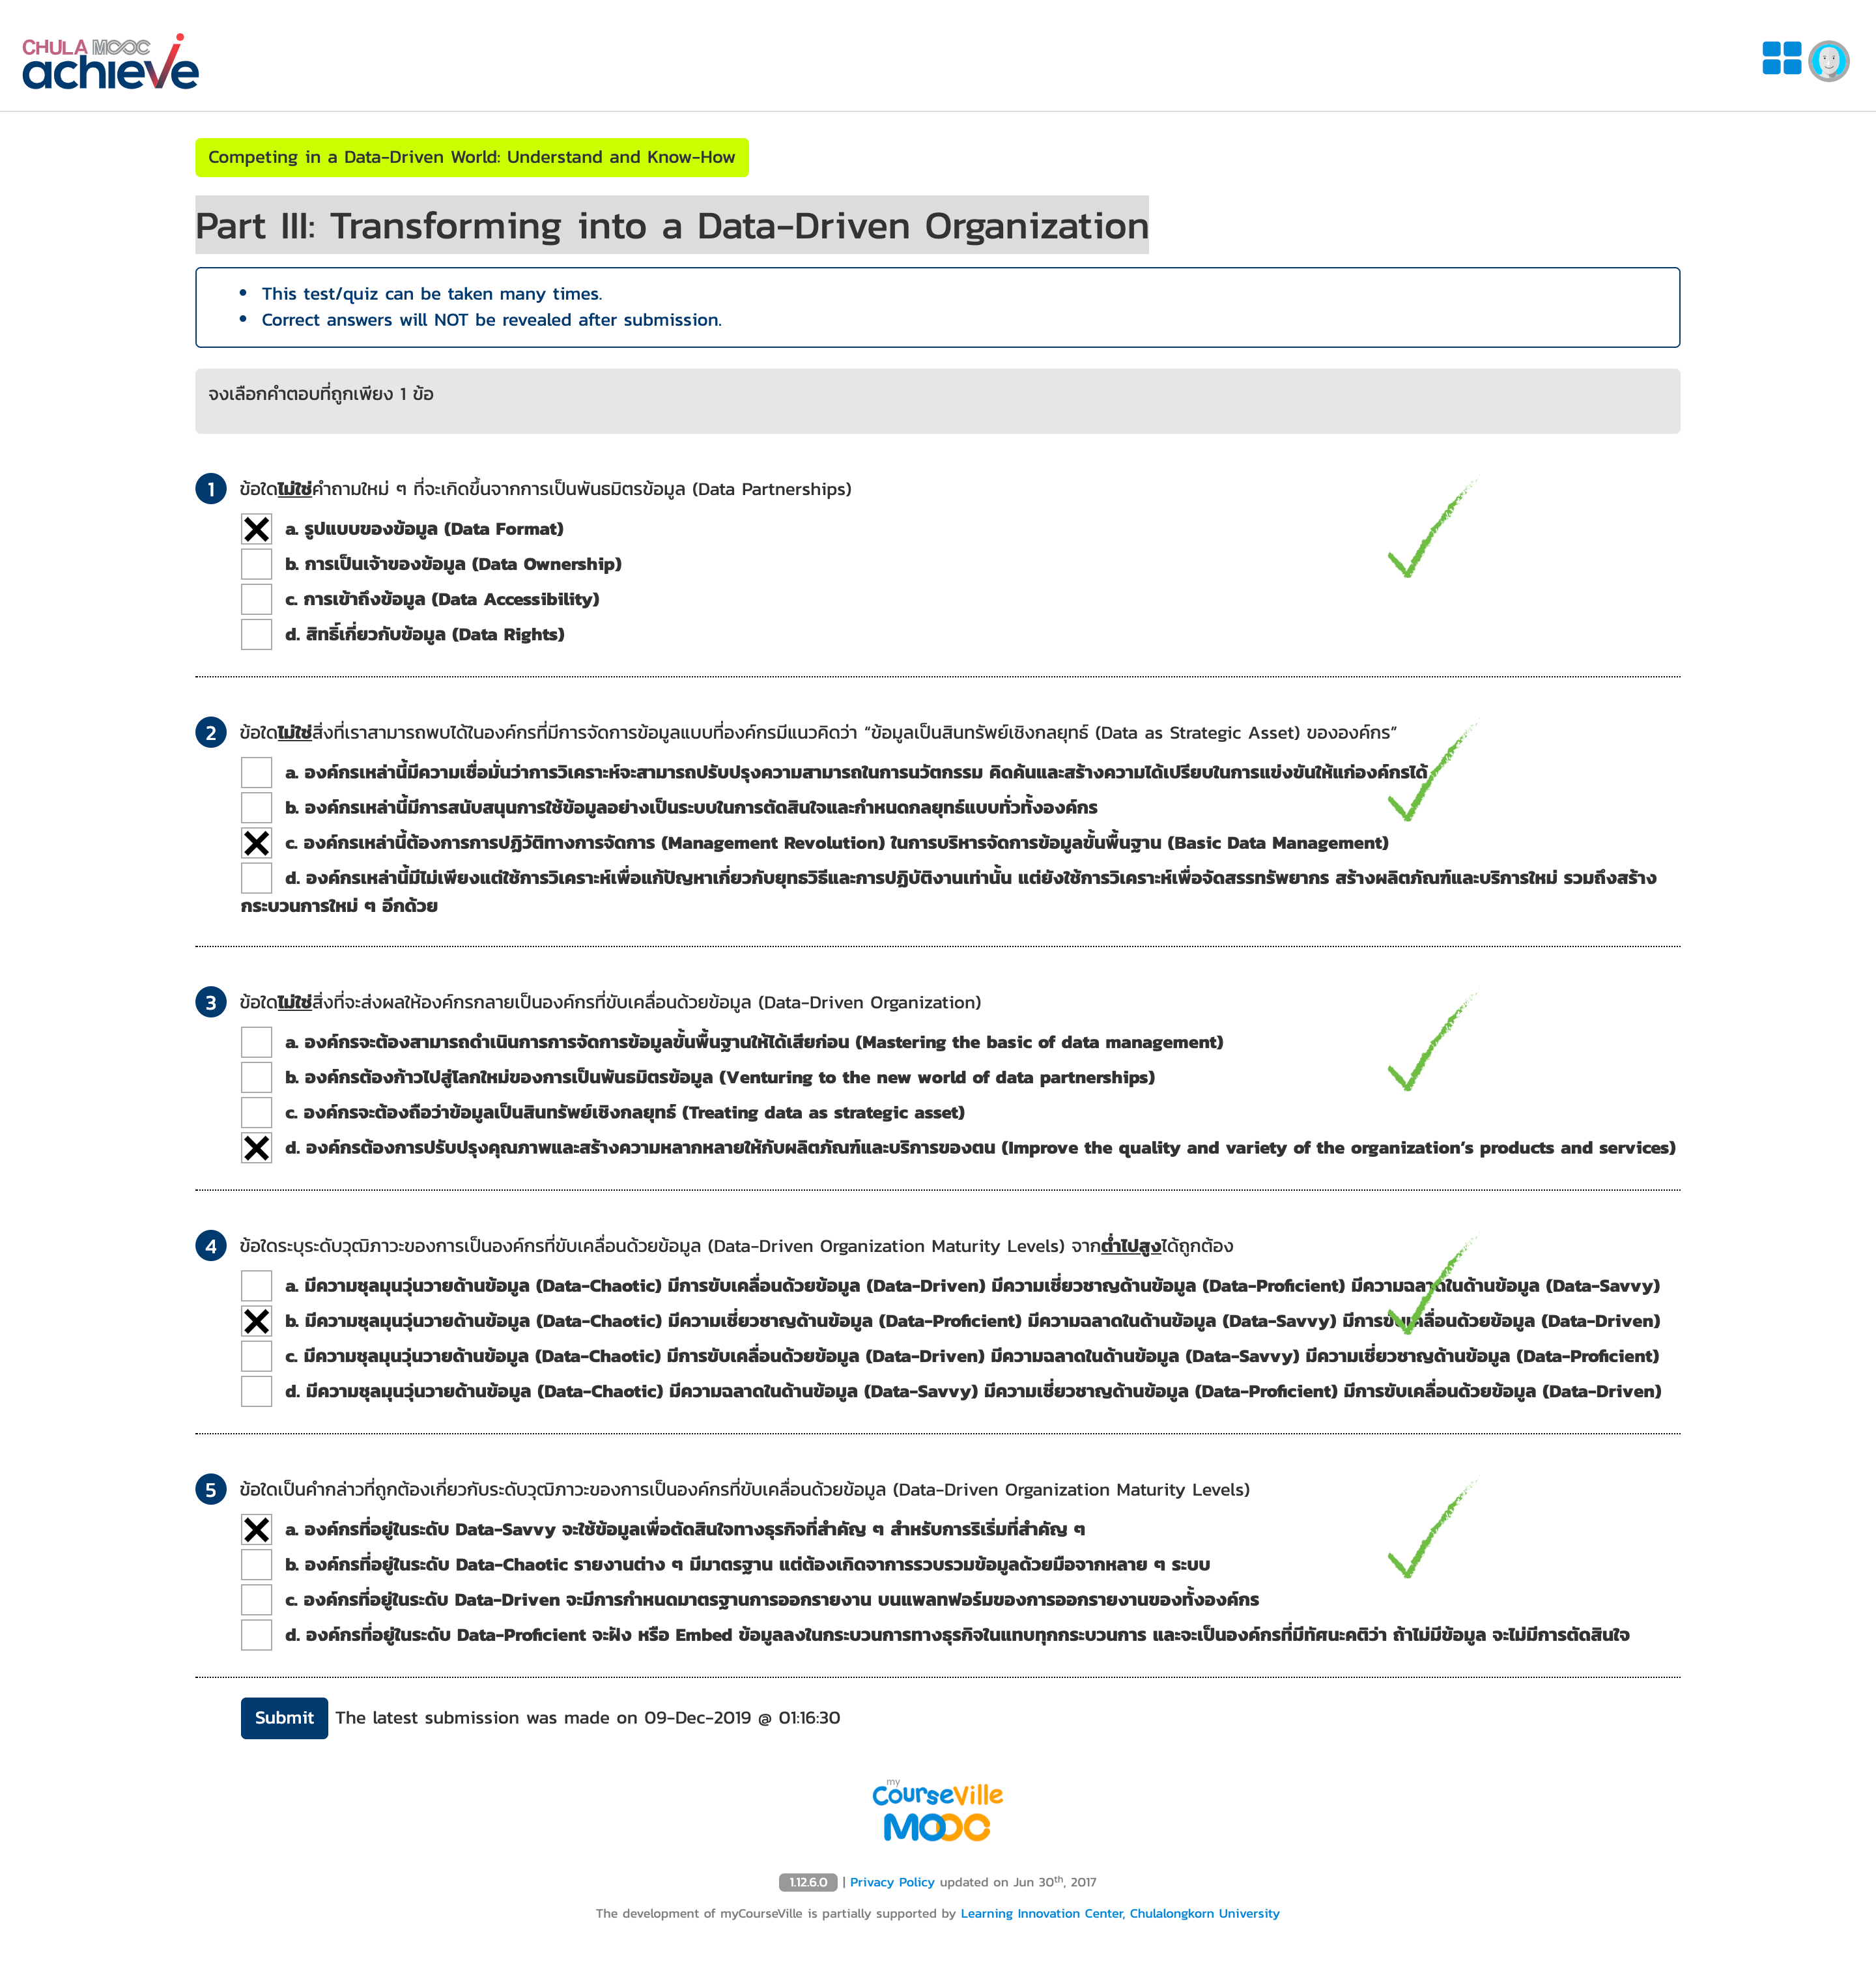 CHULA MOOC
achieve
Competing in a Data-Driven World: Understand and Know-How
Part III: Transforming into a Data-Driven Organization
• This test/quiz can be taken many times.
• Correct answers will NOT be revealed after submission.
จงเลือกคำตอบที่ถูกเพียง 1 ข้อ
1 ข้อใดไม่ใช่คำถามใหม่ ๆ ที่จะเกิดขึ้นจากการเป็นพันธมิตรข้อมูล (Data Partnerships)
a. รูปแบบของข้อมูล (Data Format)
b. การเป็นเจ้าของข้อมูล (Data Ownership)
c. การเข้าถึงข้อมูล (Data Accessibility)
d. สิทธิ์เกี่ยวกับข้อมูล (Data Rights)
2 ข้อใดไม่ใช่สิ่งที่เราสามารถพบได้ในองค์กรที่มีการจัดการข้อมูลแบบที่องค์กรมีแนวคิดว่า “ข้อมูลเป็นสินทรัพย์เชิงกลยุทธ์ (Data as Strategic Asset) ขององค์กร”
a. องค์กรเหล่านี้มีความเชื่อมั่นว่าการวิเคราะห์จะสามารถปรับปรุงความสามารถในการนวัตกรรม คิดค้นและสร้างความได้เปรียบในการแข่งขันให้แก่องค์กรได้
b. องค์กรเหล่านี้มีการสนับสนุนการใช้ข้อมูลอย่างเป็นระบบในการตัดสินใจและกำหนดกลยุทธ์แบบทั่วทั้งองค์กร
c. องค์กรเหล่านี้ต้องการการปฏิวัติทางการจัดการ (Management Revolution) ในการบริหารจัดการข้อมูลขั้นพื้นฐาน (Basic Data Management)
d. องค์กรเหล่านี้มีไม่เพียงแต่ใช้การวิเคราะห์เพื่อแก้ปัญหาเกี่ยวกับยุทธวิธีและการปฏิบัติงานเท่านั้น แต่ยังใช้การวิเคราะห์เพื่อจัดสรรทรัพยากร สร้างผลิตภัณฑ์และบริการใหม่ รวมถึงสร้าง
กระบวนการใหม่ ๆ อีกด้วย
3 ข้อใดไม่ใช่สิ่งที่จะส่งผลให้องค์กรกลายเป็นองค์กรที่ขับเคลื่อนด้วยข้อมูล (Data-Driven Organization)
a. องค์กรจะต้องสามารถดำเนินการการจัดการข้อมูลขั้นพื้นฐานให้ได้เสียก่อน (Mastering the basic of data management)
b. องค์กรต้องก้าวไปสู่โลกใหม่ของการเป็นพันธมิตรข้อมูล (Venturing to the new world of data partnerships)
c. องค์กรจะต้องถือว่าข้อมูลเป็นสินทรัพย์เชิงกลยุทธ์ (Treating data as strategic asset)
d. องค์กรต้องการปรับปรุงคุณภาพและสร้างความหลากหลายให้กับผลิตภัณฑ์และบริการของตน (Improve the quality and variety of the organization’s products and services)
4 ข้อใดระบุระดับวุฒิภาวะของการเป็นองค์กรที่ขับเคลื่อนด้วยข้อมูล (Data-Driven Organization Maturity Levels) จากต่ำไปสูงได้ถูกต้อง
a. มีความชุลมุนวุ่นวายด้านข้อมูล (Data-Chaotic) มีการขับเคลื่อนด้วยข้อมูล (Data-Driven) มีความเชี่ยวชาญด้านข้อมูล (Data-Proficient) มีความฉลาดในด้านข้อมูล (Data-Savvy)
b. มีความชุลมุนวุ่นวายด้านข้อมูล (Data-Chaotic) มีความเชี่ยวชาญด้านข้อมูล (Data-Proficient) มีความฉลาดในด้านข้อมูล (Data-Savvy) มีการขับเคลื่อนด้วยข้อมูล (Data-Driven)
c. มีความชุลมุนวุ่นวายด้านข้อมูล (Data-Chaotic) มีการขับเคลื่อนด้วยข้อมูล (Data-Driven) มีความฉลาดในด้านข้อมูล (Data-Savvy) มีความเชี่ยวชาญด้านข้อมูล (Data-Proficient)
d. มีความชุลมุนวุ่นวายด้านข้อมูล (Data-Chaotic) มีความฉลาดในด้านข้อมูล (Data-Savvy) มีความเชี่ยวชาญด้านข้อมูล (Data-Proficient) มีการขับเคลื่อนด้วยข้อมูล (Data-Driven)
5 ข้อใดเป็นคำกล่าวที่ถูกต้องเกี่ยวกับระดับวุฒิภาวะของการเป็นองค์กรที่ขับเคลื่อนด้วยข้อมูล (Data-Driven Organization Maturity Levels)
a. องค์กรที่อยู่ในระดับ Data-Savvy จะใช้ข้อมูลเพื่อตัดสินใจทางธุรกิจที่สำคัญ ๆ สำหรับการริเริ่มที่สำคัญ ๆ
b. องค์กรที่อยู่ในระดับ Data-Chaotic รายงานต่าง ๆ มีมาตรฐาน แต่ต้องเกิดจาการรวบรวมข้อมูลด้วยมือจากหลาย ๆ ระบบ
c. องค์กรที่อยู่ในระดับ Data-Driven จะมีการกำหนดมาตรฐานการออกรายงาน บนแพลทฟอร์มของการออกรายงานของทั้งองค์กร
d. องค์กรที่อยู่ในระดับ Data-Proficient จะฝัง หรือ Embed ข้อมูลลงในกระบวนการทางธุรกิจในแทบทุกกระบวนการ และจะเป็นองค์กรที่มีทัศนะคติว่า ถ้าไม่มีข้อมูล จะไม่มีการตัดสินใจ
Submit The latest submission was made on 09-Dec-2019 @ 01:16:30
my
CourseVille
MOOC
1.12.6.0 | Privacy Policy updated on Jun 30th, 2017
The development of myCourseVille is partially supported by Learning Innovation Center, Chulalongkorn University